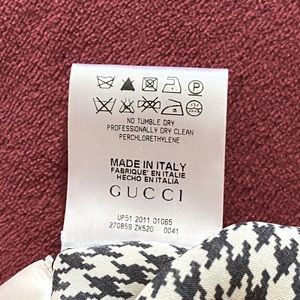 NO TUMBLE DRY
PROFESSIONALLY DRY CLEAN
PERCHLORETHYLENE
MADE IN ITALY
FABRIQUÉ EN ITALIE
HECHO EN ITALIA
GUCCI
UP51 2011 01065
270859 ZK520 0041